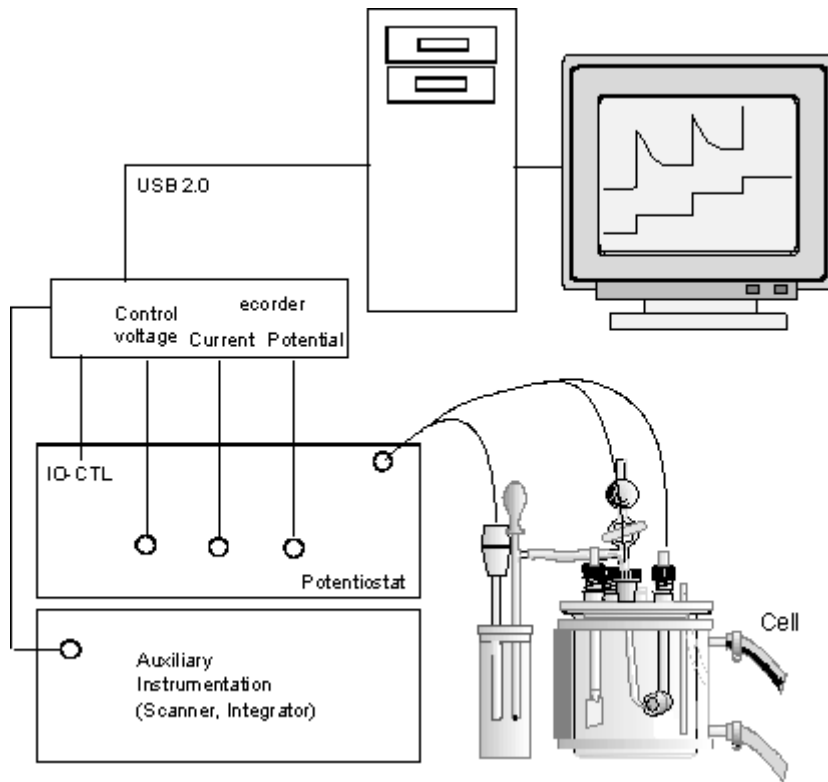 USB 2.0
ecorder
Control
voltage Current Potential
IO-CTL
Potentiostat
Cell
Auxiliary
Instrumentation
(Scanner, Integrator)